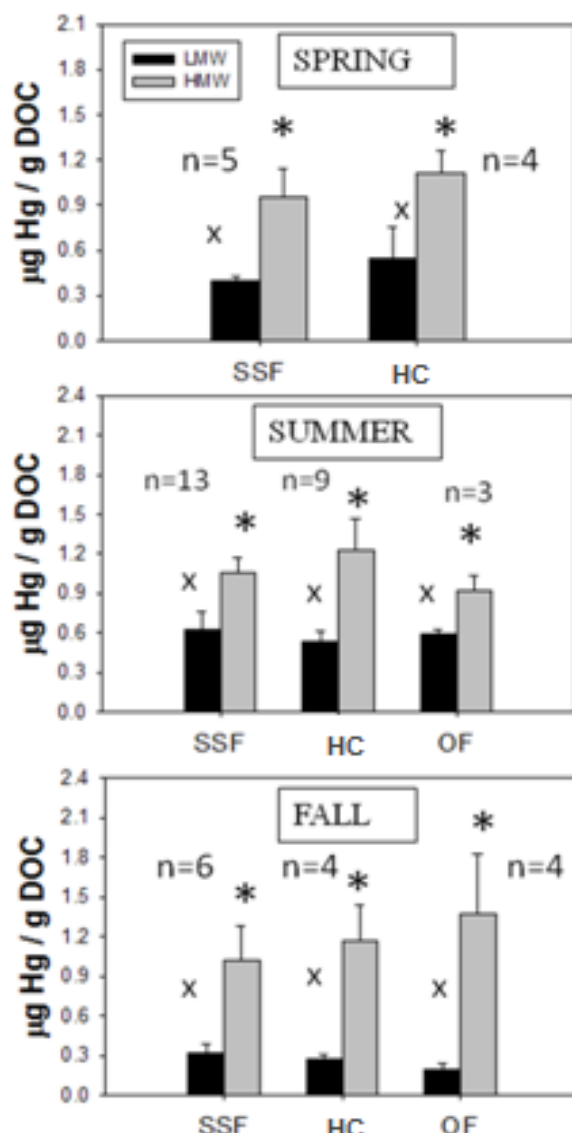 2.1
1.8
1.5
1.2
0.9
0.6
0.3
0.0
µg Hg / g DOC
LMW
HMW
SPRING
n=5
*
*
n=4
x
x
SSF
HC
2.4
2.1
1.8
1.5
1.2
0.9
0.6
0.3
0.0
µg Hg / g DOC
SUMMER
n=13
n=9
n=3
*
*
*
x
x
x
SSF
HC
OF
2.4
2.1
1.8
1.5
1.2
0.9
0.6
0.3
0.0
µg Hg / g DOC
FALL
n=6
n=4
n=4
*
*
*
x
x
x
SSF
HC
OF